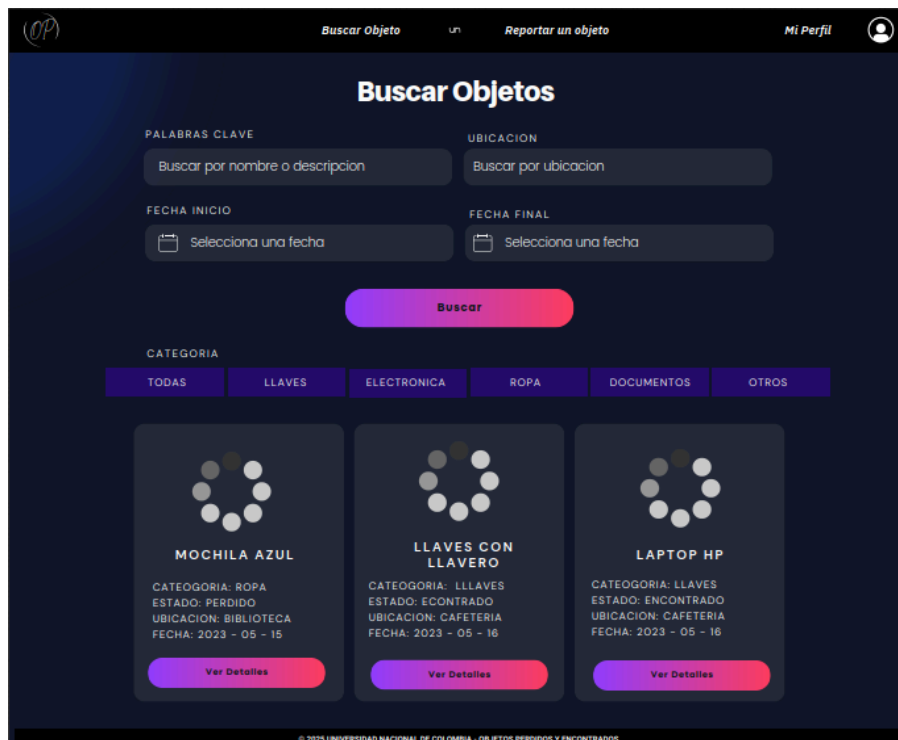 OP
Buscar Objeto un Reportar un objeto Mi Perfil
Buscar Objetos
PALABRAS CLAVE UBICACION
Buscar por nombre o descripcion Buscar por ubicacion
FECHA INICIO FECHA FINAL
Selecciona una fecha Selecciona una fecha
Buscar
CATEGORIA
TODAS LLAVES ELECTRONICA ROPA DOCUMENTOS OTROS
MOCHILA AZUL
CATEOGORIA: ROPA
ESTADO: PERDIDO
UBICACION: BIBLIOTECA
FECHA: 2023 - 05 - 15
Ver Detalles
LLAVES CON
LLAVERO
CATEOGORIA: LLLAVES
ESTADO: ECONTRADO
UBICACION: CAFETERIA
FECHA: 2023 - 05 - 16
Ver Detalles
LAPTOP HP
CATEOGORIA: LLAVES
ESTADO: ENCONTRADO
UBICACION: CAFETERIA
FECHA: 2023 - 05 - 16
Ver Detalles
© 2025 UNIVERSIDAD NACIONAL DE COLOMBIA - OBJETOS PERDIDOS Y ENCONTRADOS